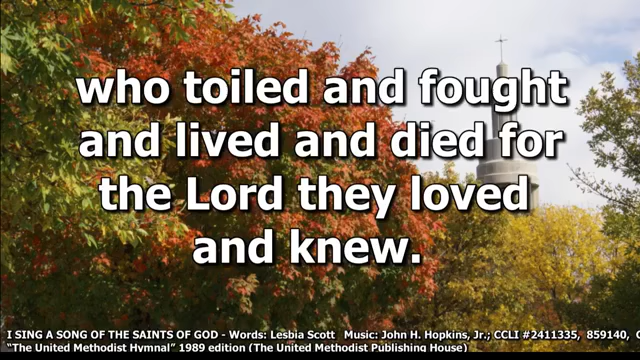 who toiled and fought
and lived and died for
the Lord they loved
and knew.
I SING A SONG OF THE SAINTS OF GOD - Words: Lesbia Scott  Music: John H. Hopkins, Jr.; CCLI #2411335,  859140,
"The United Methodist Hymnal" 1989 edition (The United Methodist Publishing House)